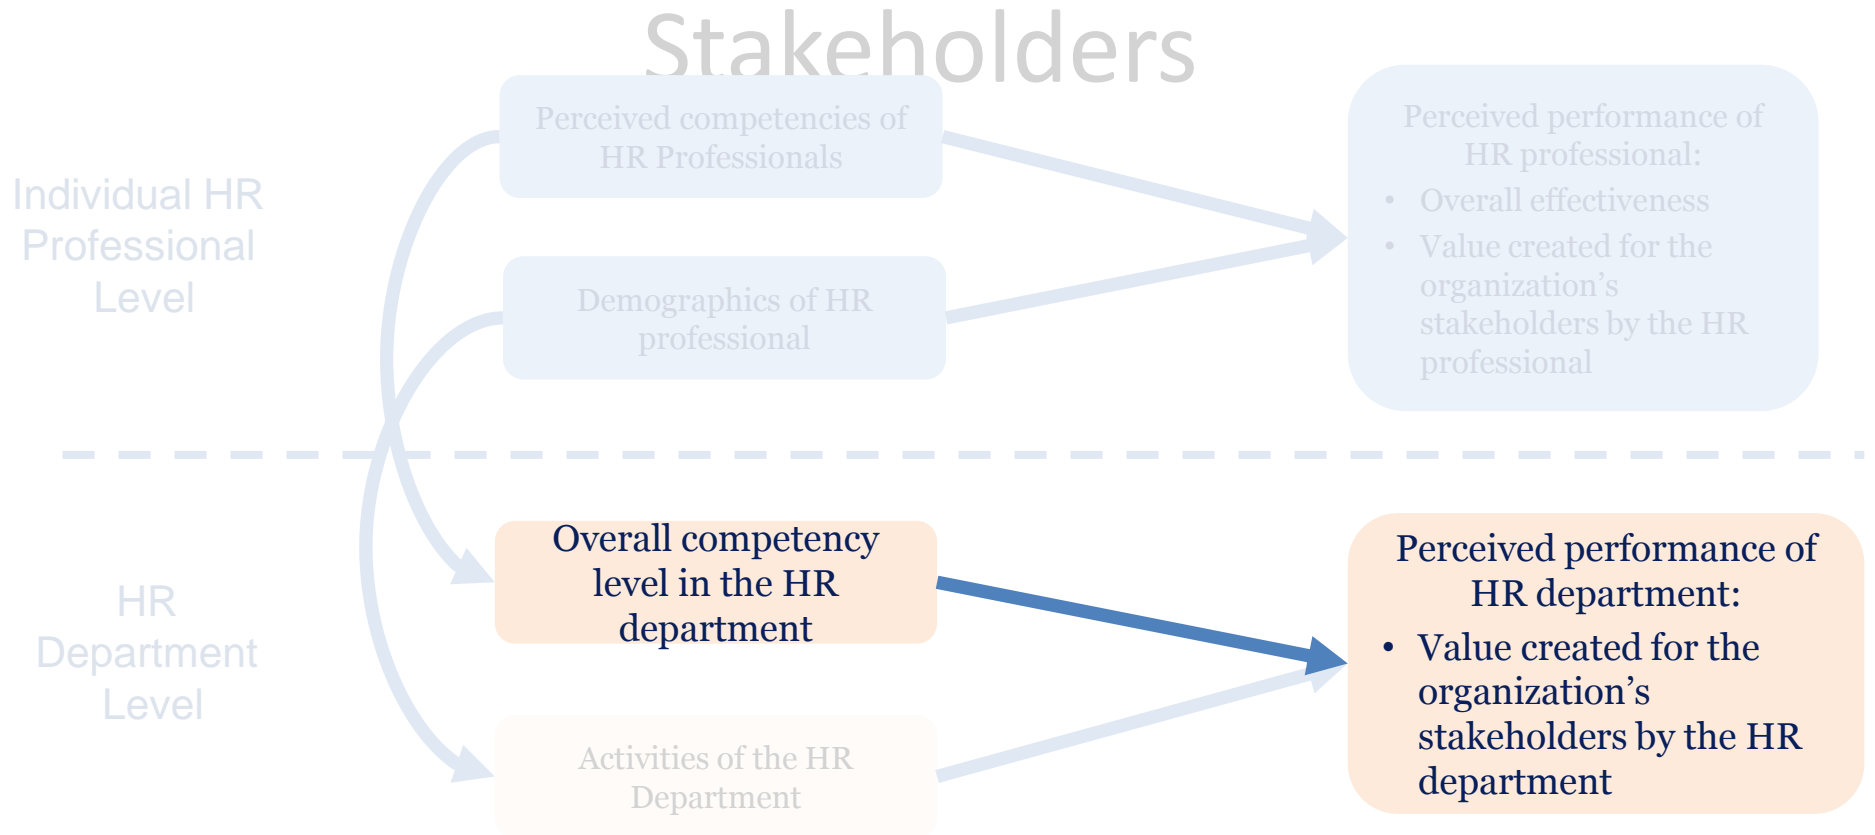 Stakeholders
Perceived competencies of
HR Professionals
Perceived performance of
HR professional:
• Overall effectiveness
• Value created for the
organization’s
stakeholders by the HR
professional
Individual HR
Professional
Level
Demographics of HR
professional
Overall competency
level in the HR
department
Perceived performance of
HR department:
• Value created for the
organization’s
stakeholders by the HR
department
HR
Department
Level
Activities of the HR
Department